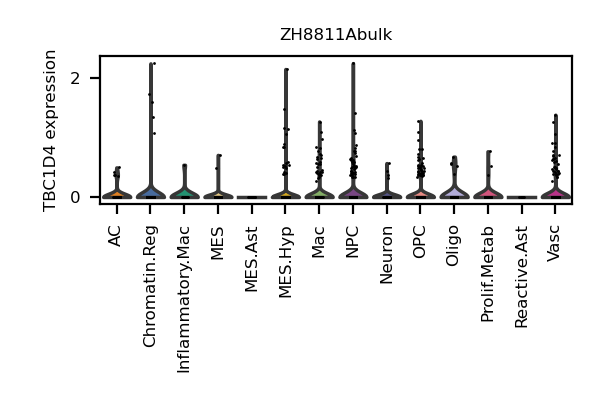 ZH8811Abulk
TBC1D4 expression
2
0
AC
Chromatin.Reg
Inflammatory.Mac
MES
MES.Ast
MES.Hyp
Mac
NPC
Neuron
OPC
Oligo
Prolif.Metab
Reactive.Ast
Vasc